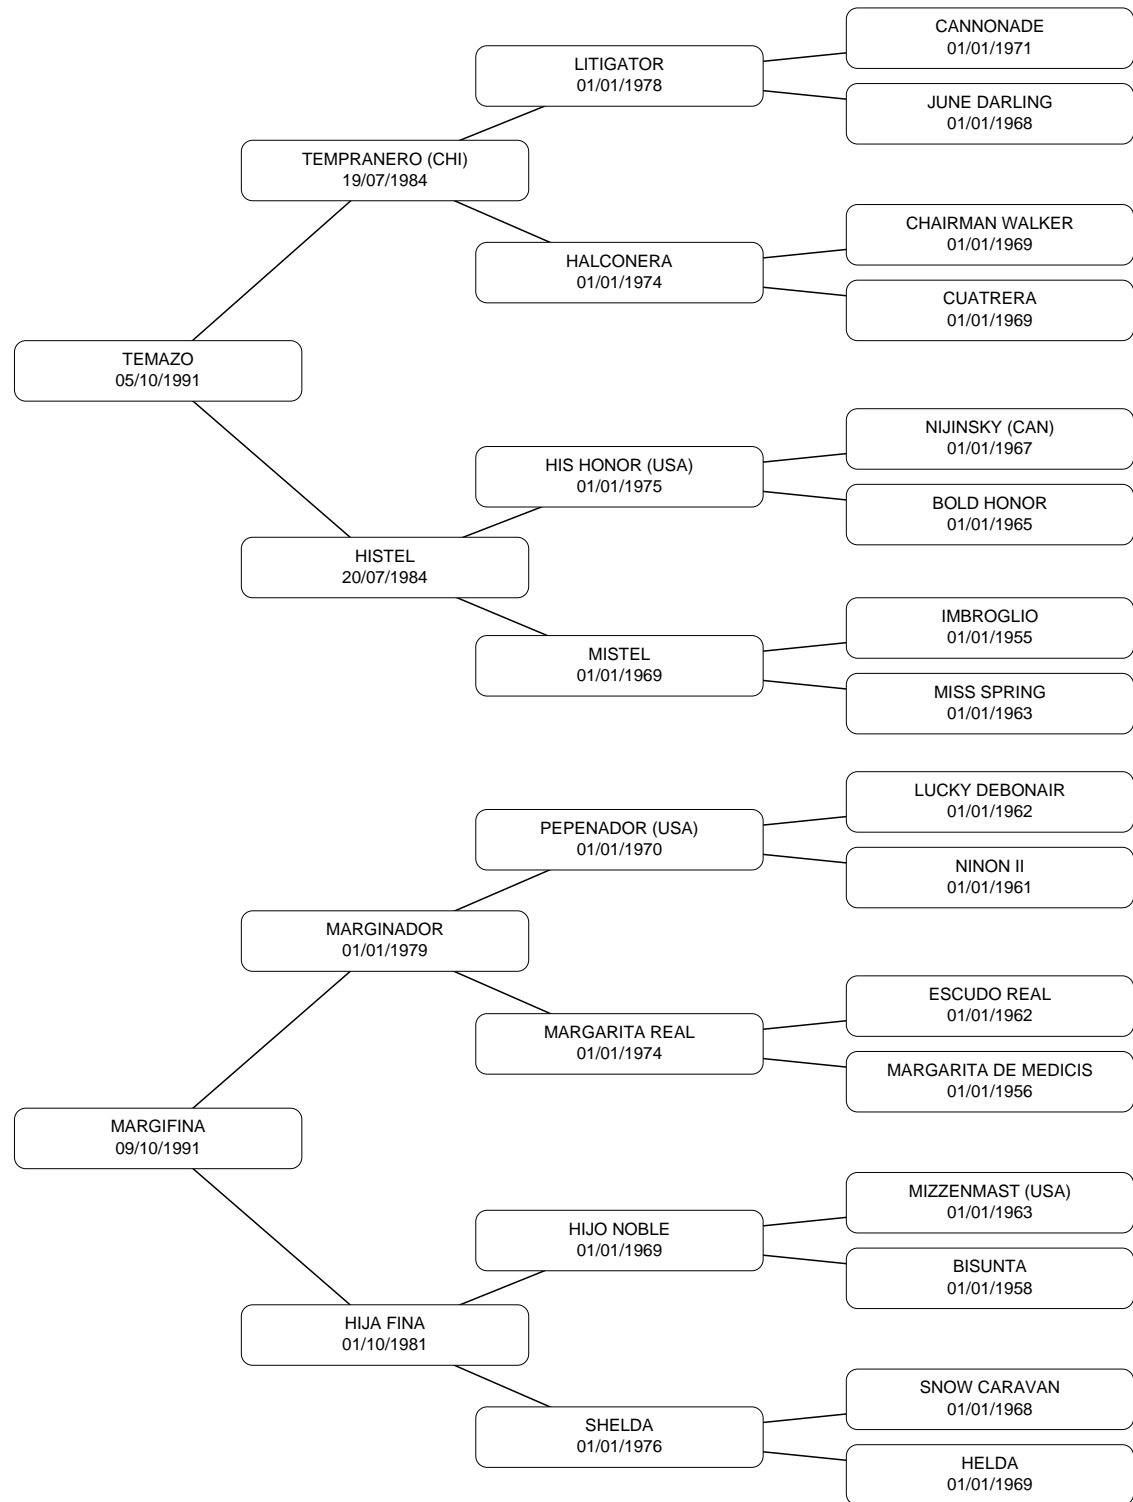 CANNONADE
01/01/1971
LITIGATOR
01/01/1978
JUNE DARLING
01/01/1968
TEMPRANERO (CHI)
19/07/1984
CHAIRMAN WALKER
01/01/1969
HALCONERA
01/01/1974
CUATRERA
01/01/1969
TEMAZO
05/10/1991
NIJINSKY (CAN)
01/01/1967
HIS HONOR (USA)
01/01/1975
BOLD HONOR
01/01/1965
HISTEL
20/07/1984
IMBROGLIO
01/01/1955
MISTEL
01/01/1969
MISS SPRING
01/01/1963
LUCKY DEBONAIR
01/01/1962
PEPENADOR (USA)
01/01/1970
NINON II
01/01/1961
MARGINADOR
01/01/1979
ESCUDO REAL
01/01/1962
MARGARITA REAL
01/01/1974
MARGARITA DE MEDICIS
01/01/1956
MARGIFINA
09/10/1991
MIZZENMAST (USA)
01/01/1963
HIJO NOBLE
01/01/1969
BISUNTA
01/01/1958
HIJA FINA
01/10/1981
SNOW CARAVAN
01/01/1968
SHELDA
01/01/1976
HELDA
01/01/1969